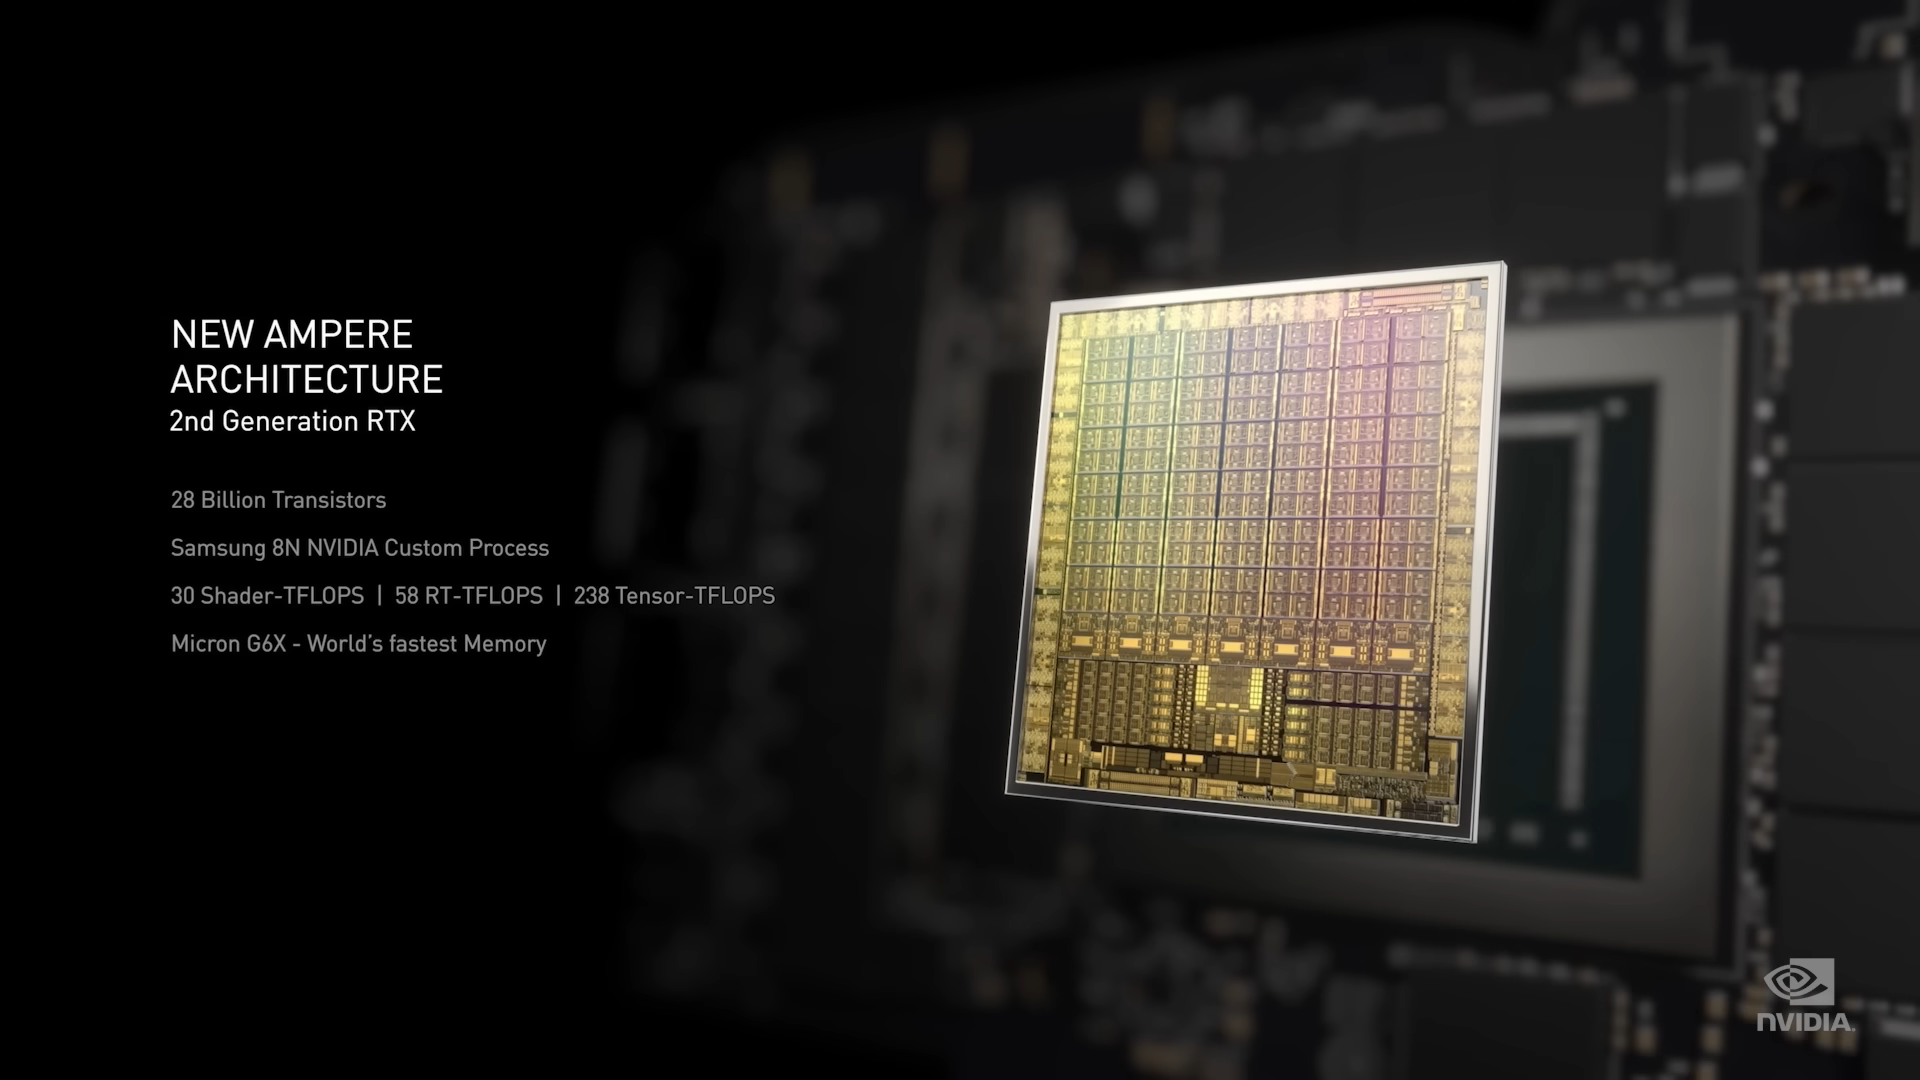 NEW AMPERE
ARCHITECTURE
2nd Generation RTX
28 Billion Transistors
Samsung 8N NVIDIA Custom Process
30 Shader-TFLOPS | 58 RT-TFLOPS | 238 Tensor-TFLOPS
Micron G6X - World’s fastest Memory
NVIDIA.